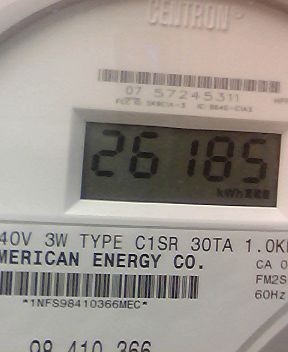 CENTRON
07 57245311
26185
kWh
40V 3W TYPE C1SR 30TA 1.0K
MERICAN ENERGY CO.
CA 0
FM2S
60Hz
*1NFS98410366MEC*
98 410 366